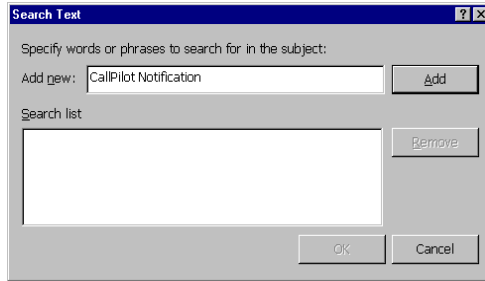 Search Text
Specify words or phrases to search for in the subject:
Add new: CallPilot Notification Add
Search list
Remove
OK Cancel